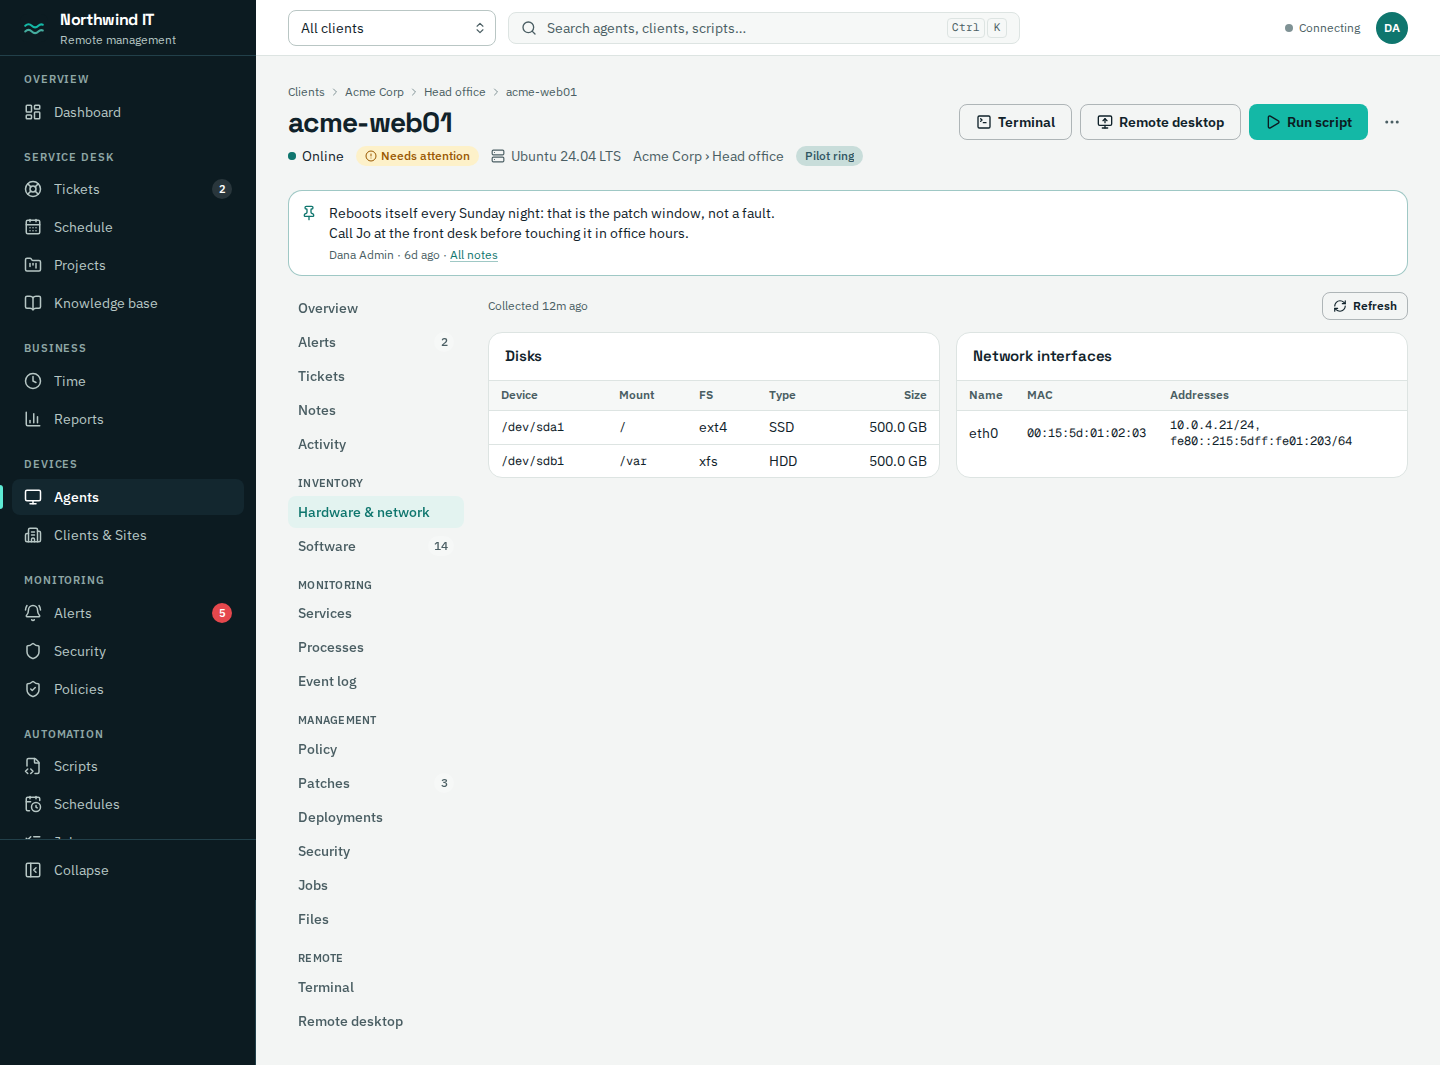 Northwind IT
Remote management
OVERVIEW
Dashboard
SERVICE DESK
Tickets 2
Schedule
Projects
Knowledge base
BUSINESS
Time
Reports
DEVICES
Agents
Clients & Sites
MONITORING
Alerts 5
Security
Policies
AUTOMATION
Scripts
Schedules
Collapse
All clients
Search agents, clients, scripts... Ctrl K
Connecting
DA
Clients > Acme Corp > Head office > acme-web01
acme-web01
Terminal
Remote desktop
Run script
Online Needs attention Ubuntu 24.04 LTS Acme Corp › Head office Pilot ring
Reboots itself every Sunday night: that is the patch window, not a fault.
Call Jo at the front desk before touching it in office hours.
Dana Admin · 6d ago · All notes
Overview
Alerts 2
Tickets
Notes
Activity
INVENTORY
Hardware & network
Software 14
MONITORING
Services
Processes
Event log
MANAGEMENT
Policy
Patches 3
Deployments
Security
Jobs
Files
REMOTE
Terminal
Remote desktop
Collected 12m ago
Refresh
Disks
Device Mount FS Type Size
/dev/sda1 / ext4 SSD 500.0 GB
/dev/sdb1 /var xfs HDD 500.0 GB
Network interfaces
Name MAC Addresses
eth0 00:15:5d:01:02:03 10.0.4.21/24,
fe80::215:5dff:fe01:203/64